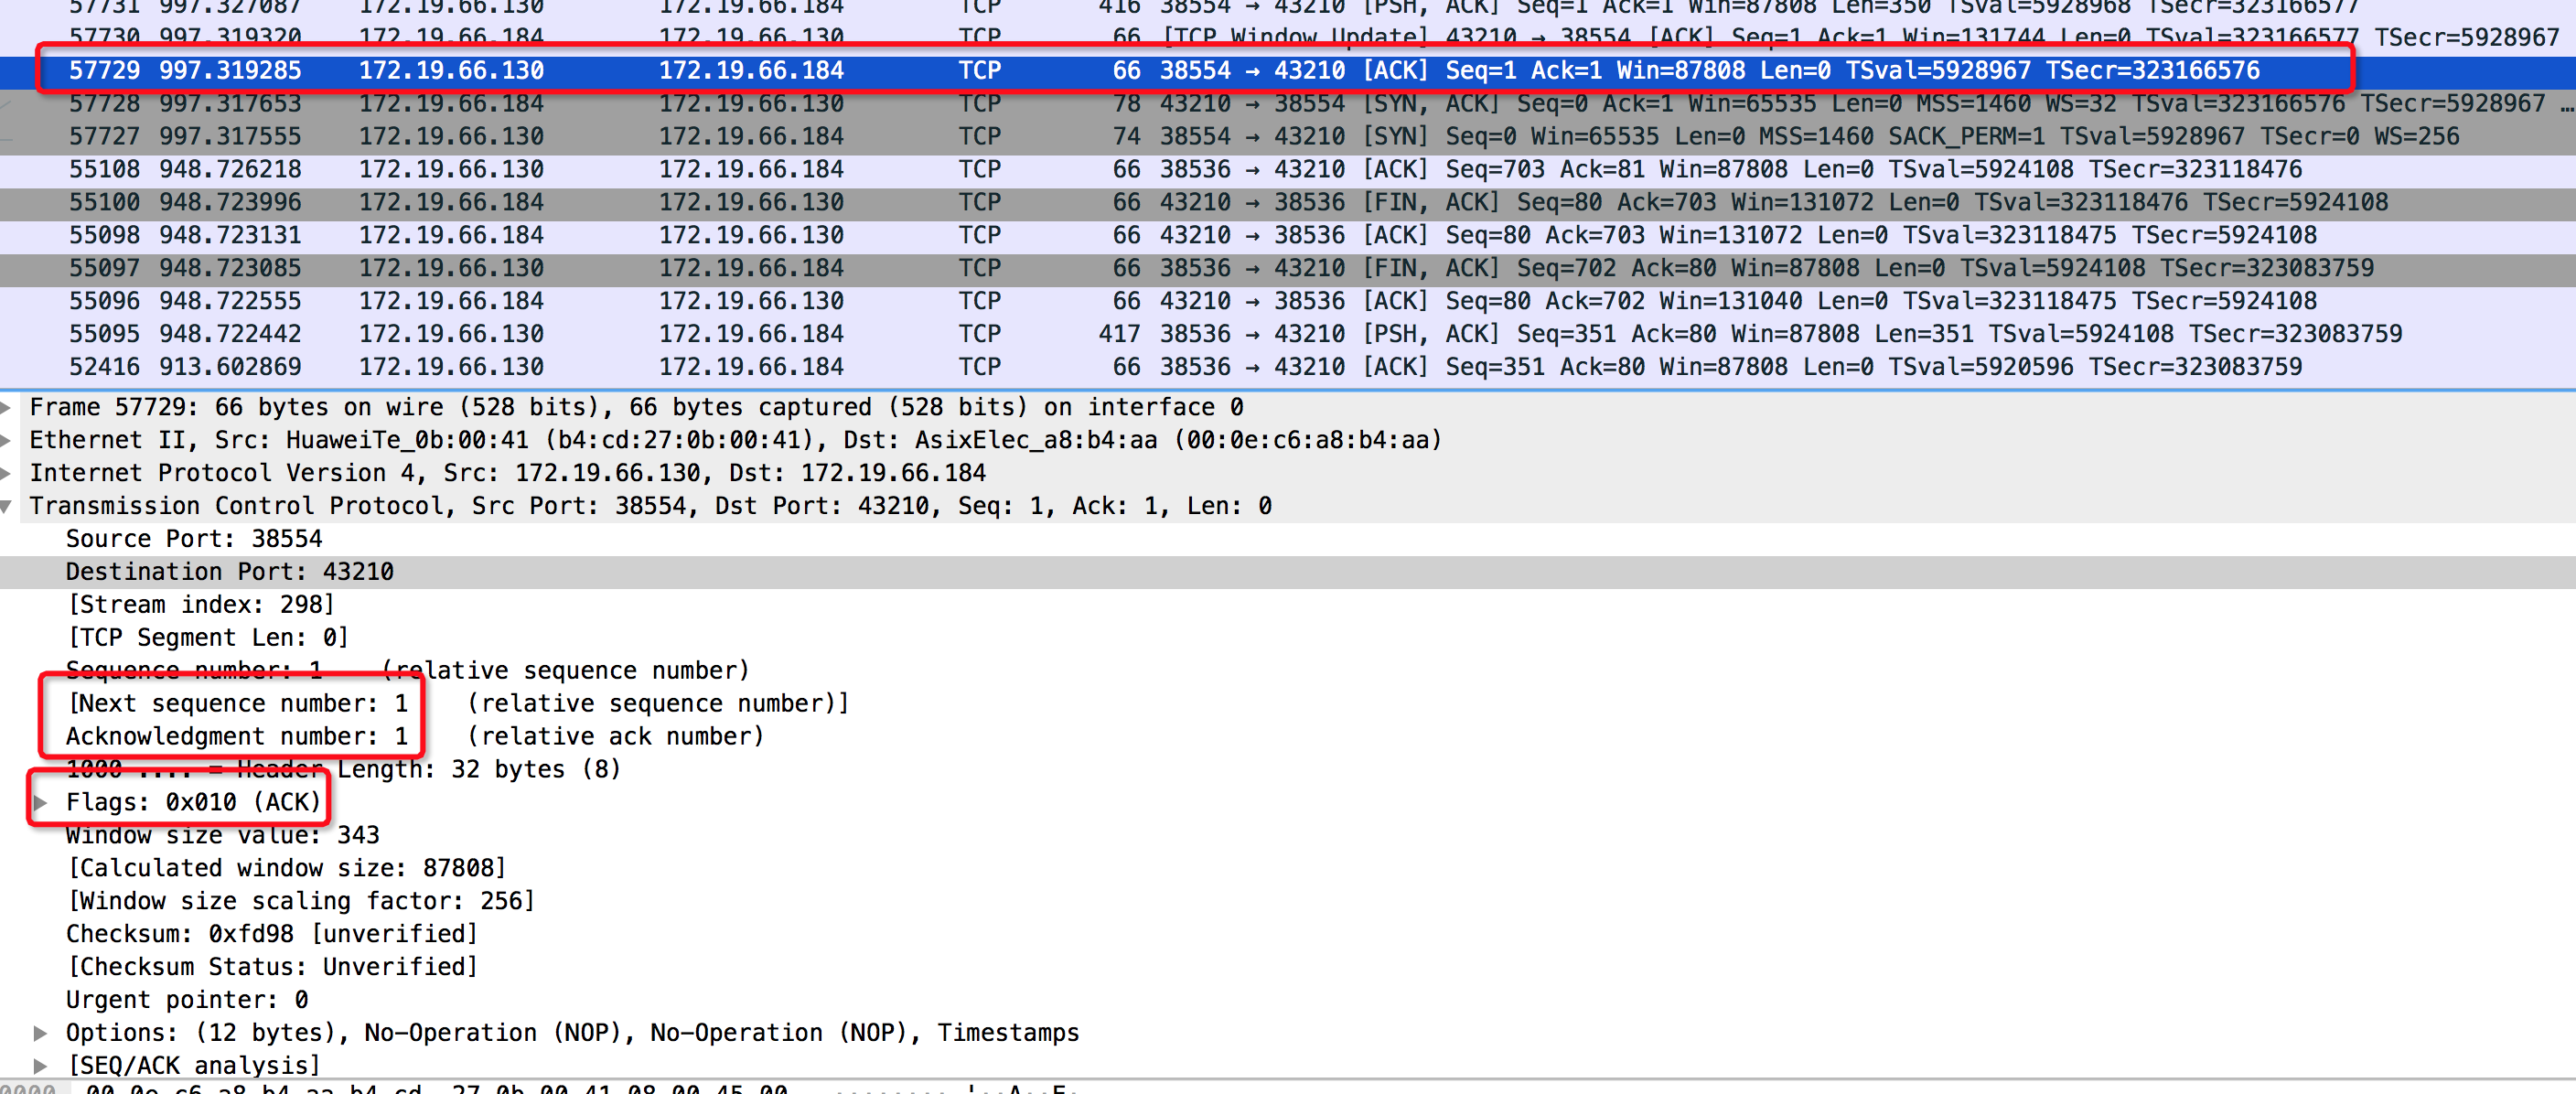 57731 997.327087 172.19.66.130 172.19.66.184 TCP 416 38554 → 43210 [PSH, ACK] Seq=1 Ack=1 Win=87808 Len=350 TSval=5928968 TSecr=323166577
57730 997.319320 172.19.66.184 172.19.66.130 TCP 66 [TCP Window Update] 43210 → 38554 [ACK] Seq=1 Ack=1 Win=131744 Len=0 TSval=323166577 TSecr=5928967
57729 997.319285 172.19.66.130 172.19.66.184 TCP 66 38554 → 43210 [ACK] Seq=1 Ack=1 Win=87808 Len=0 TSval=5928967 TSecr=323166576
57728 997.317653 172.19.66.184 172.19.66.130 TCP 78 43210 → 38554 [SYN, ACK] Seq=0 Ack=1 Win=65535 Len=0 MSS=1460 WS=32 TSval=323166576 TSecr=5928967 …
57727 997.317555 172.19.66.130 172.19.66.184 TCP 74 38554 → 43210 [SYN] Seq=0 Win=65535 Len=0 MSS=1460 SACK_PERM=1 TSval=5928967 TSecr=0 WS=256
55108 948.726218 172.19.66.130 172.19.66.184 TCP 66 38536 → 43210 [ACK] Seq=703 Ack=81 Win=87808 Len=0 TSval=5924108 TSecr=323118476
55100 948.723996 172.19.66.184 172.19.66.130 TCP 66 43210 → 38536 [FIN, ACK] Seq=80 Ack=703 Win=131072 Len=0 TSval=323118476 TSecr=5924108
55098 948.723131 172.19.66.184 172.19.66.130 TCP 66 43210 → 38536 [ACK] Seq=80 Ack=703 Win=131072 Len=0 TSval=323118475 TSecr=5924108
55097 948.723085 172.19.66.130 172.19.66.184 TCP 66 38536 → 43210 [FIN, ACK] Seq=702 Ack=80 Win=87808 Len=0 TSval=5924108 TSecr=323083759
55096 948.722555 172.19.66.184 172.19.66.130 TCP 66 43210 → 38536 [ACK] Seq=80 Ack=702 Win=131040 Len=0 TSval=323118475 TSecr=5924108
55095 948.722442 172.19.66.130 172.19.66.184 TCP 417 38536 → 43210 [PSH, ACK] Seq=351 Ack=80 Win=87808 Len=351 TSval=5924108 TSecr=323083759
52416 913.602869 172.19.66.130 172.19.66.184 TCP 66 38536 → 43210 [ACK] Seq=351 Ack=80 Win=87808 Len=0 TSval=5920596 TSecr=323083759
Frame 57729: 66 bytes on wire (528 bits), 66 bytes captured (528 bits) on interface 0
Ethernet II, Src: HuaweiTe_0b:00:41 (b4:cd:27:0b:00:41), Dst: AsixElec_a8:b4:aa (00:0e:c6:a8:b4:aa)
Internet Protocol Version 4, Src: 172.19.66.130, Dst: 172.19.66.184
Transmission Control Protocol, Src Port: 38554, Dst Port: 43210, Seq: 1, Ack: 1, Len: 0
Source Port: 38554
Destination Port: 43210
[Stream index: 298]
[TCP Segment Len: 0]
Sequence number: 1 (relative sequence number)
[Next sequence number: 1 (relative sequence number)]
Acknowledgment number: 1 (relative ack number)
1000 .... = Header Length: 32 bytes (8)
Flags: 0x010 (ACK)
Window size value: 343
[Calculated window size: 87808]
[Window size scaling factor: 256]
Checksum: 0xfd98 [unverified]
[Checksum Status: Unverified]
Urgent pointer: 0
Options: (12 bytes), No-Operation (NOP), No-Operation (NOP), Timestamps
[SEQ/ACK analysis]
0000 00 0e c6 a8 b4 aa b4 cd 27 0b 00 41 08 00 45 00 ........ '..A..E.